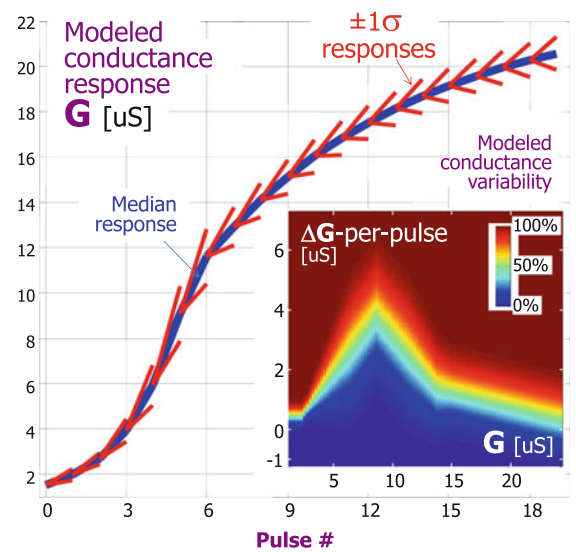 22
20
18
16
14
12
10
8
6
4
2
Modeled
conductance
response
G [uS]
±1σ
responses
Median
response
Modeled
conductance
variability
ΔG-per-pulse
[uS]
100%
50%
0%
6
4
2
0
-1
G [uS]
5 10 15 20
0 3 6 9 12 15 18
Pulse #